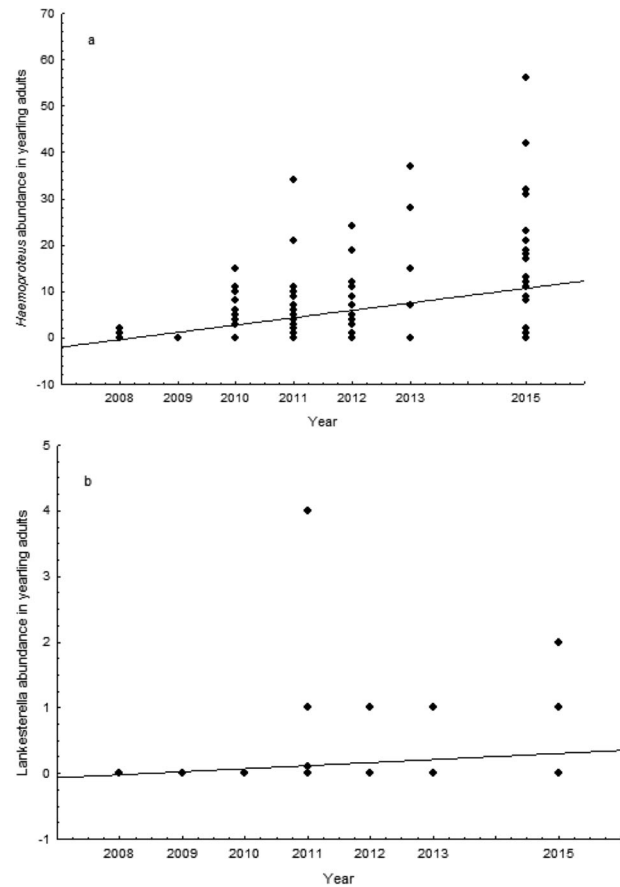 a
70
60
50
40
30
20
10
0
-10
Haemoproteus abundance in yearling adults
2008 2009 2010 2011 2012 2013 2015
Year
b
5
4
3
2
1
0
-1
Lankesterella abundance in yearling adults
2008 2009 2010 2011 2012 2013 2015
Year